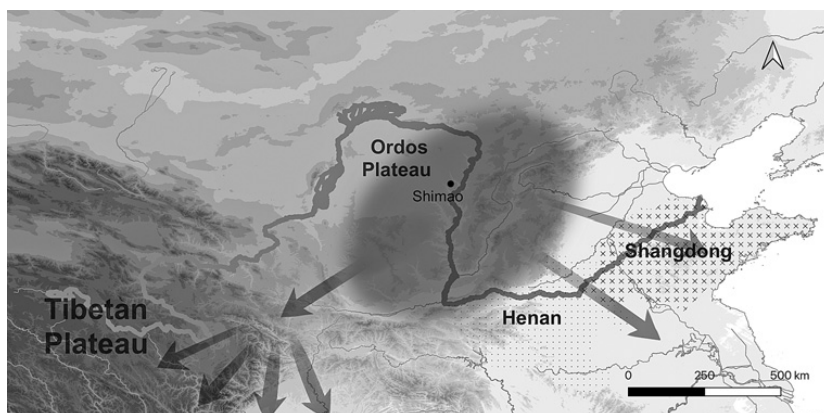 Ordos
Plateau
Shimao
Shangdong
Tibetan
Plateau
Henan
0 250 500 km